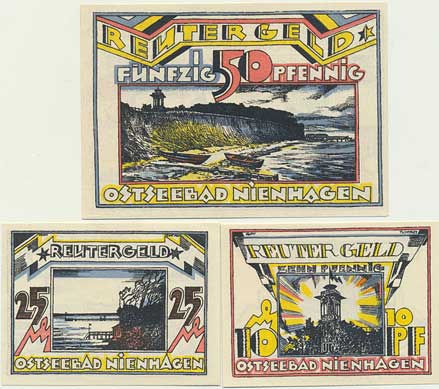 REUTERGELD
FÜNFZIG 50 PFENNIG
OSTSEEBAD NIENHAGEN
REUTERGELD
25 25
OSTSEEBAD NIENHAGEN
REUTER GELD
ZEHN PFENNIG
10 10
PF
OSTSEEBAD NIENHAGEN